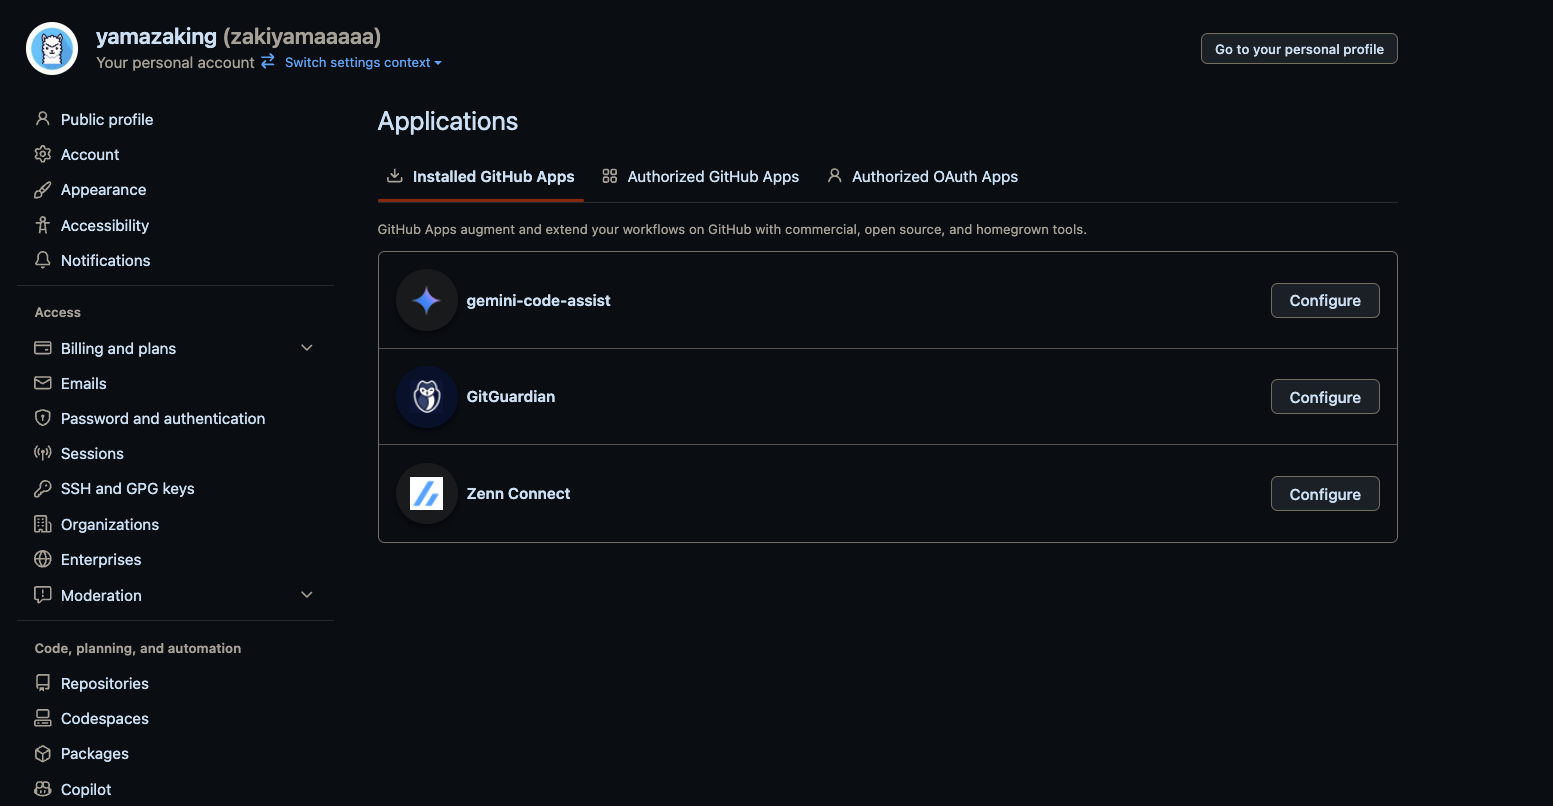 yamazaking (zakiyamaaaaa)
Your personal account Switch settings context
Go to your personal profile
Public profile
Account
Appearance
Accessibility
Notifications
Access
Billing and plans
Emails
Password and authentication
Sessions
SSH and GPG keys
Organizations
Enterprises
Moderation
Code, planning, and automation
Repositories
Codespaces
Packages
Copilot
Applications
Installed GitHub Apps Authorized GitHub Apps Authorized OAuth Apps
GitHub Apps augment and extend your workflows on GitHub with commercial, open source, and homegrown tools.
gemini-code-assist Configure
GitGuardian Configure
Zenn Connect Configure